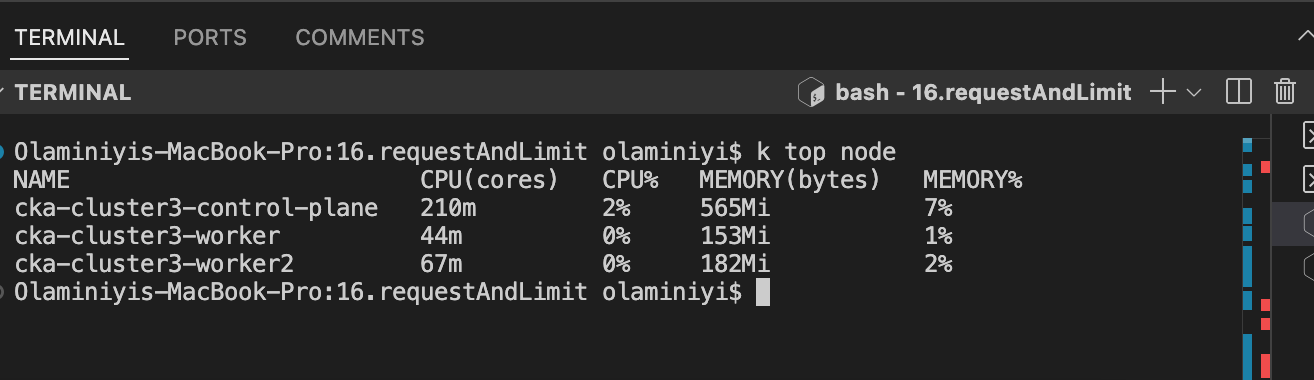 TERMINAL PORTS COMMENTS
TERMINAL bash - 16.requestAndLimit
Olaminiyis-MacBook-Pro:16.requestAndLimit olaminiyi$ k top node
NAME CPU(cores) CPU% MEMORY(bytes) MEMORY%
cka-cluster3-control-plane 210m 2% 565Mi 7%
cka-cluster3-worker 44m 0% 153Mi 1%
cka-cluster3-worker2 67m 0% 182Mi 2%
Olaminiyis-MacBook-Pro:16.requestAndLimit olaminiyi$